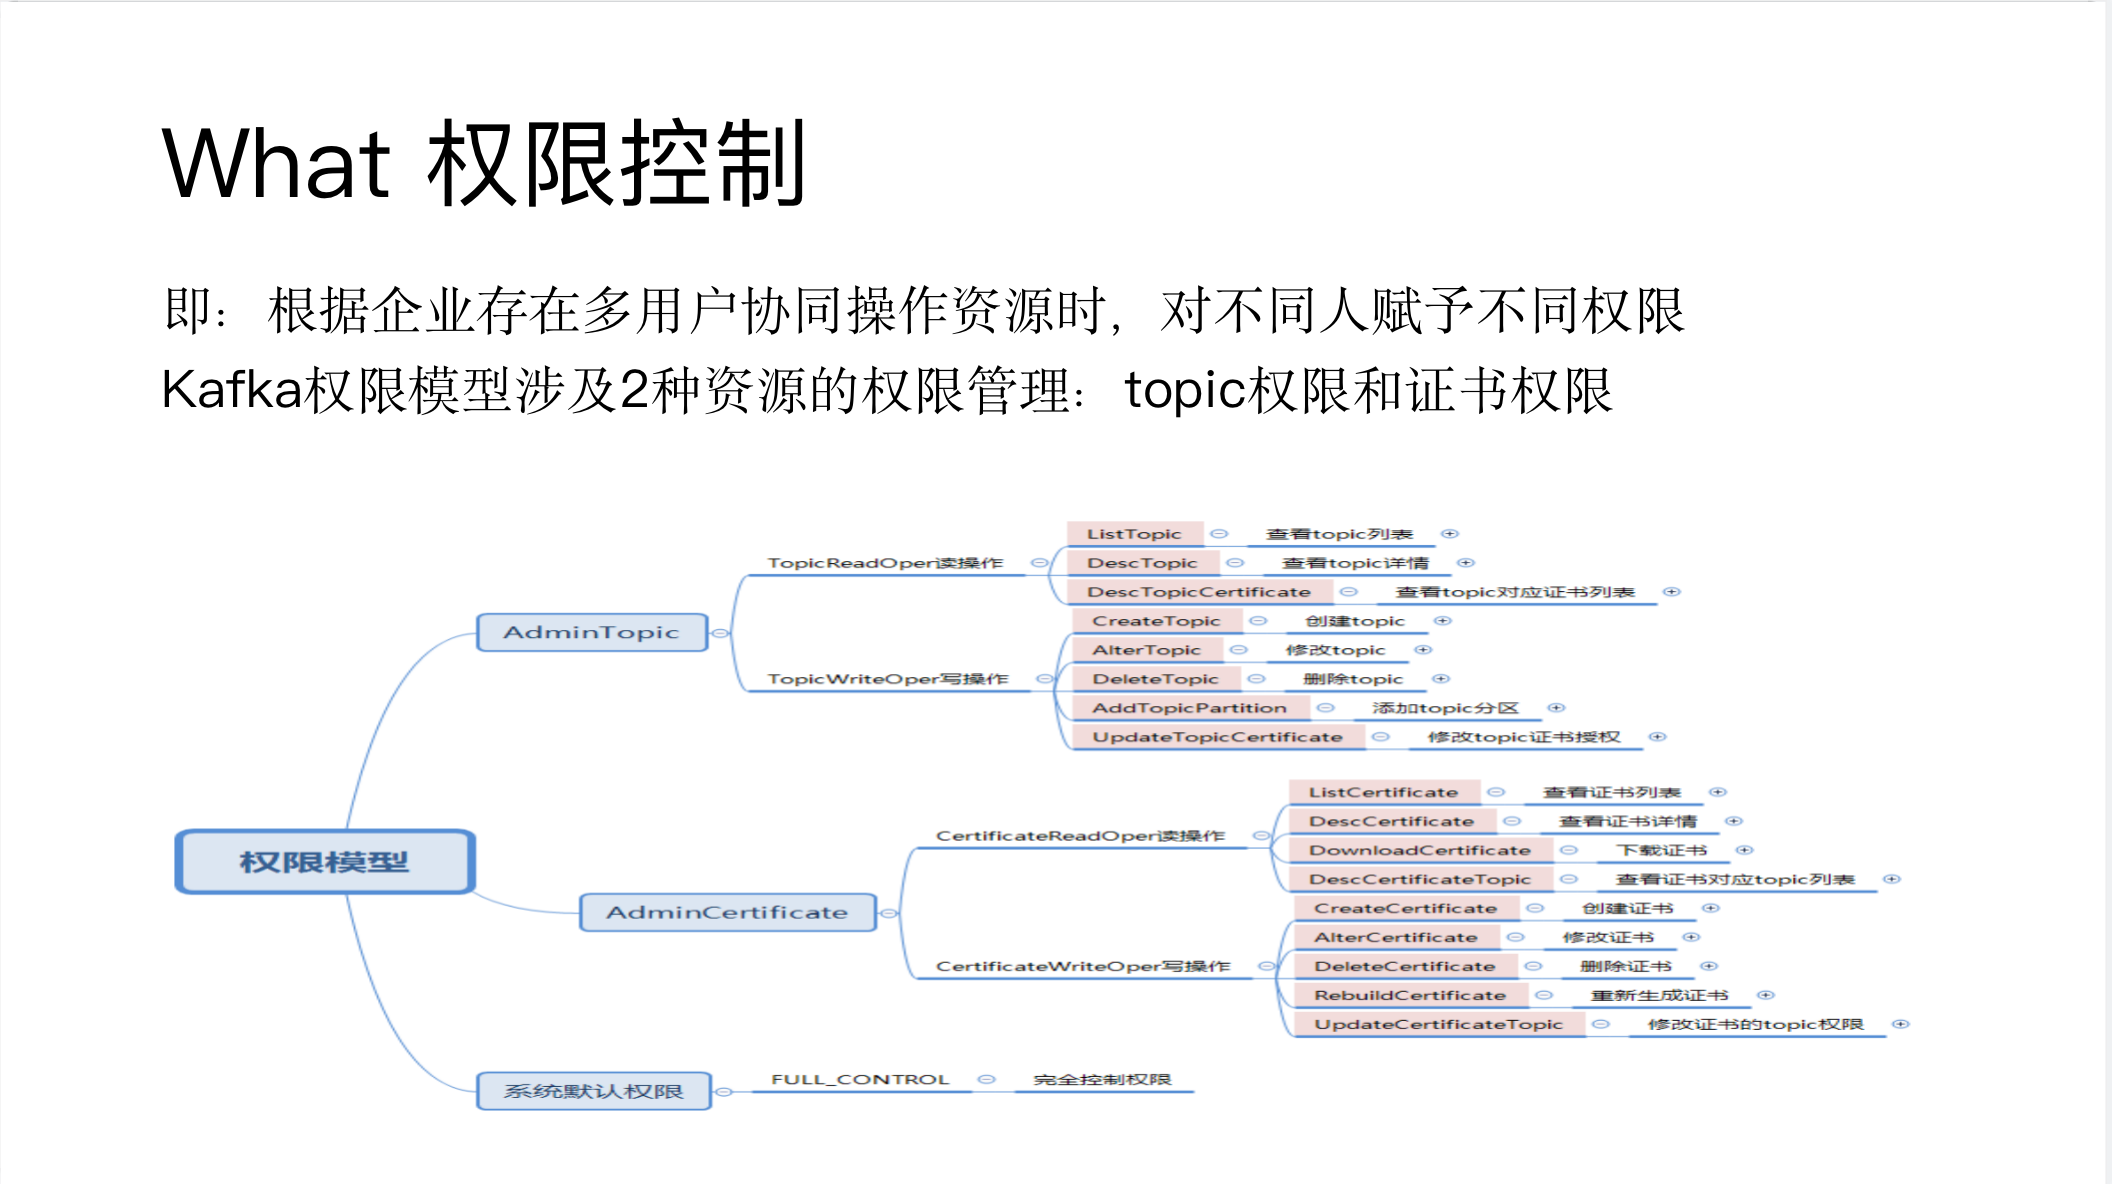 What 权限控制
即：根据企业存在多用户协同操作资源时，对不同人赋予不同权限
Kafka权限模型涉及2种资源的权限管理：topic权限和证书权限
权限模型
AdminTopic
TopicReadOper读操作
ListTopic 查看topic列表
DescTopic 查看topic详情
DescTopicCertificate 查看topic对应证书列表
TopicWriteOper写操作
CreateTopic 创建topic
AlterTopic 修改topic
DeleteTopic 删除topic
AddTopicPartition 添加topic分区
UpdateTopicCertificate 修改topic证书授权
AdminCertificate
CertificateReadOper读操作
ListCertificate 查看证书列表
DescCertificate 查看证书详情
DownloadCertificate 下载证书
DescCertificateTopic 查看证书对应topic列表
CertificateWriteOper写操作
CreateCertificate 创建证书
AlterCertificate 修改证书
DeleteCertificate 删除证书
RebuildCertificate 重新生成证书
UpdateCertificateTopic 修改证书的topic权限
系统默认权限
FULL_CONTROL 完全控制权限